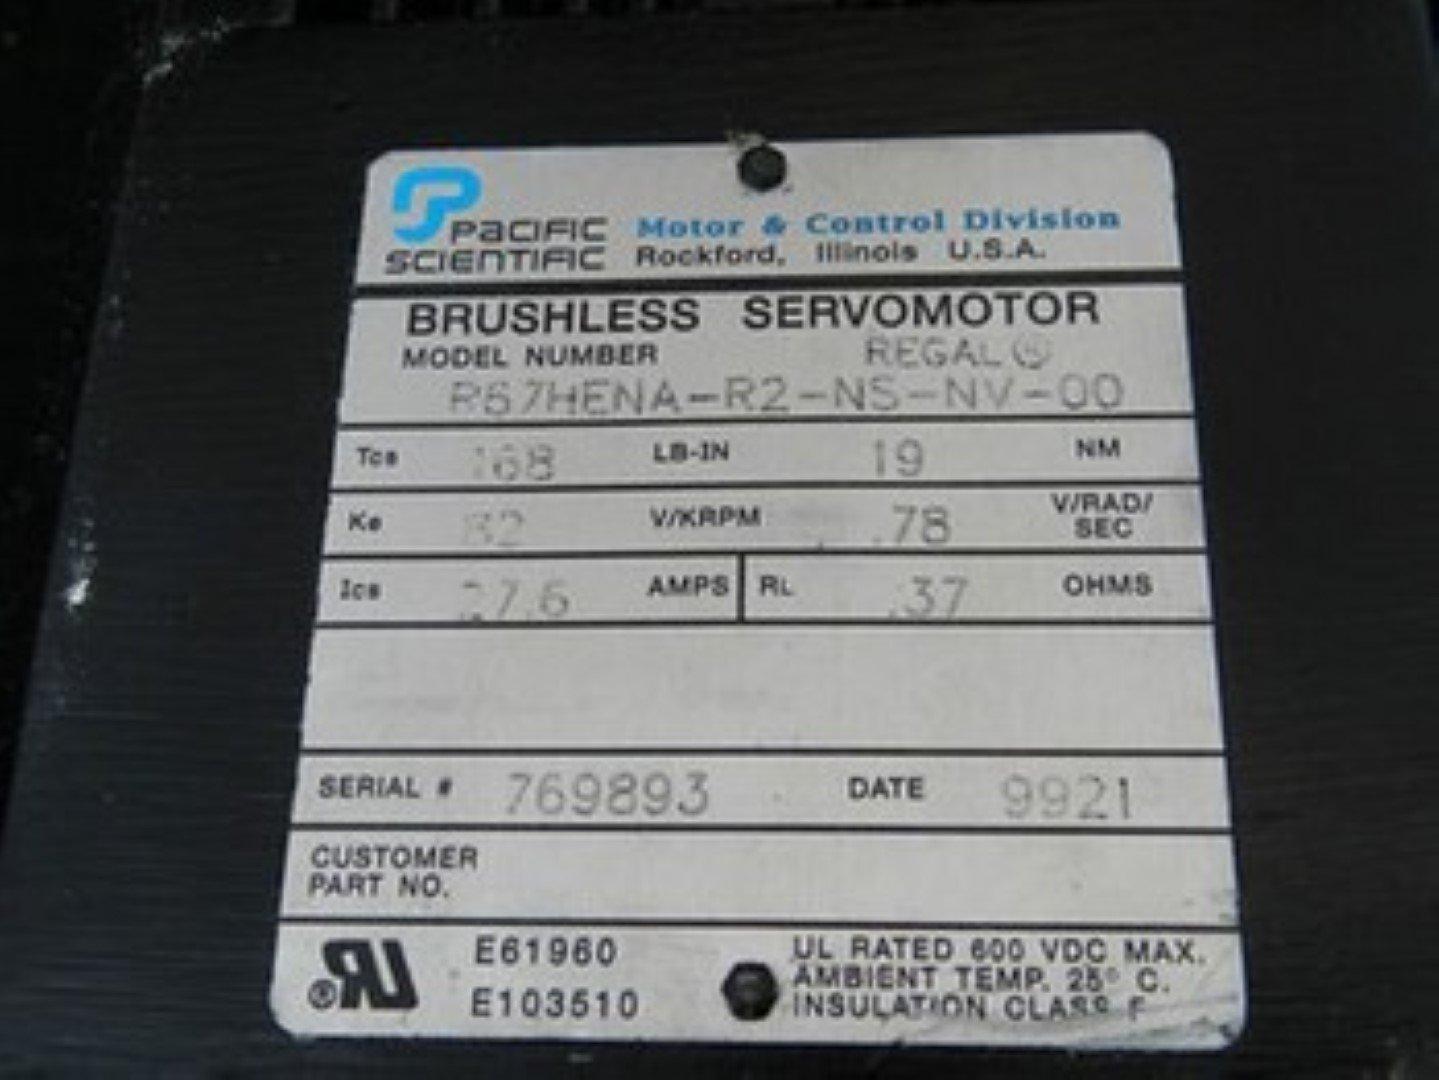 PACIFIC SCIENTIFIC
Motor & Control Division
Rockford, Illinois U.S.A.
BRUSHLESS SERVOMOTOR
MODEL NUMBER REGAL ®
R67HENA-R2-NS-NV-00
Tcs 168 LB-IN 19 NM
Ke 82 V/KRPM .78 V/RAD/SEC
Ics 27.6 AMPS RL .37 OHMS
SERIAL # 769893 DATE 9921
CUSTOMER
PART NO.
E61960
E103510
UL RATED 600 VDC MAX.
AMBIENT TEMP. 25° C.
INSULATION CLASS F